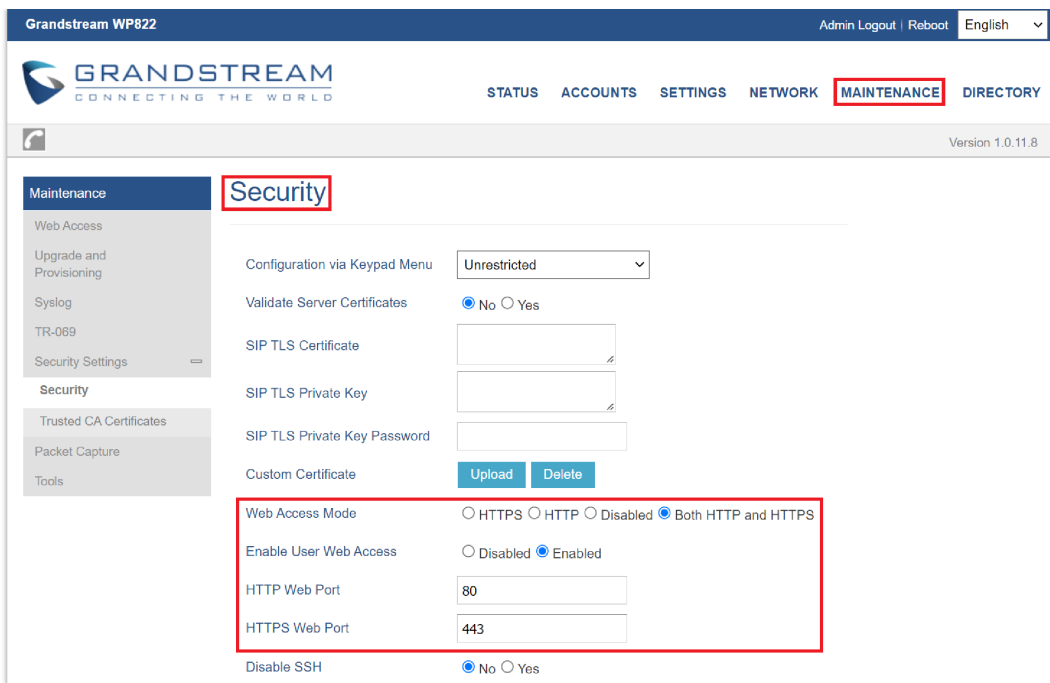 Grandstream WP822
Admin Logout | Reboot English
GRANDSTREAM
CONNECTING THE WORLD
STATUS ACCOUNTS SETTINGS NETWORK MAINTENANCE DIRECTORY
Version 1.0.11.8
Maintenance
Web Access
Upgrade and
Provisioning
Syslog
TR-069
Security Settings
Security
Trusted CA Certificates
Packet Capture
Tools
Security
Configuration via Keypad Menu Unrestricted
Validate Server Certificates No Yes
SIP TLS Certificate
SIP TLS Private Key
SIP TLS Private Key Password
Custom Certificate Upload Delete
Web Access Mode HTTPS HTTP Disabled Both HTTP and HTTPS
Enable User Web Access Disabled Enabled
HTTP Web Port 80
HTTPS Web Port 443
Disable SSH No Yes